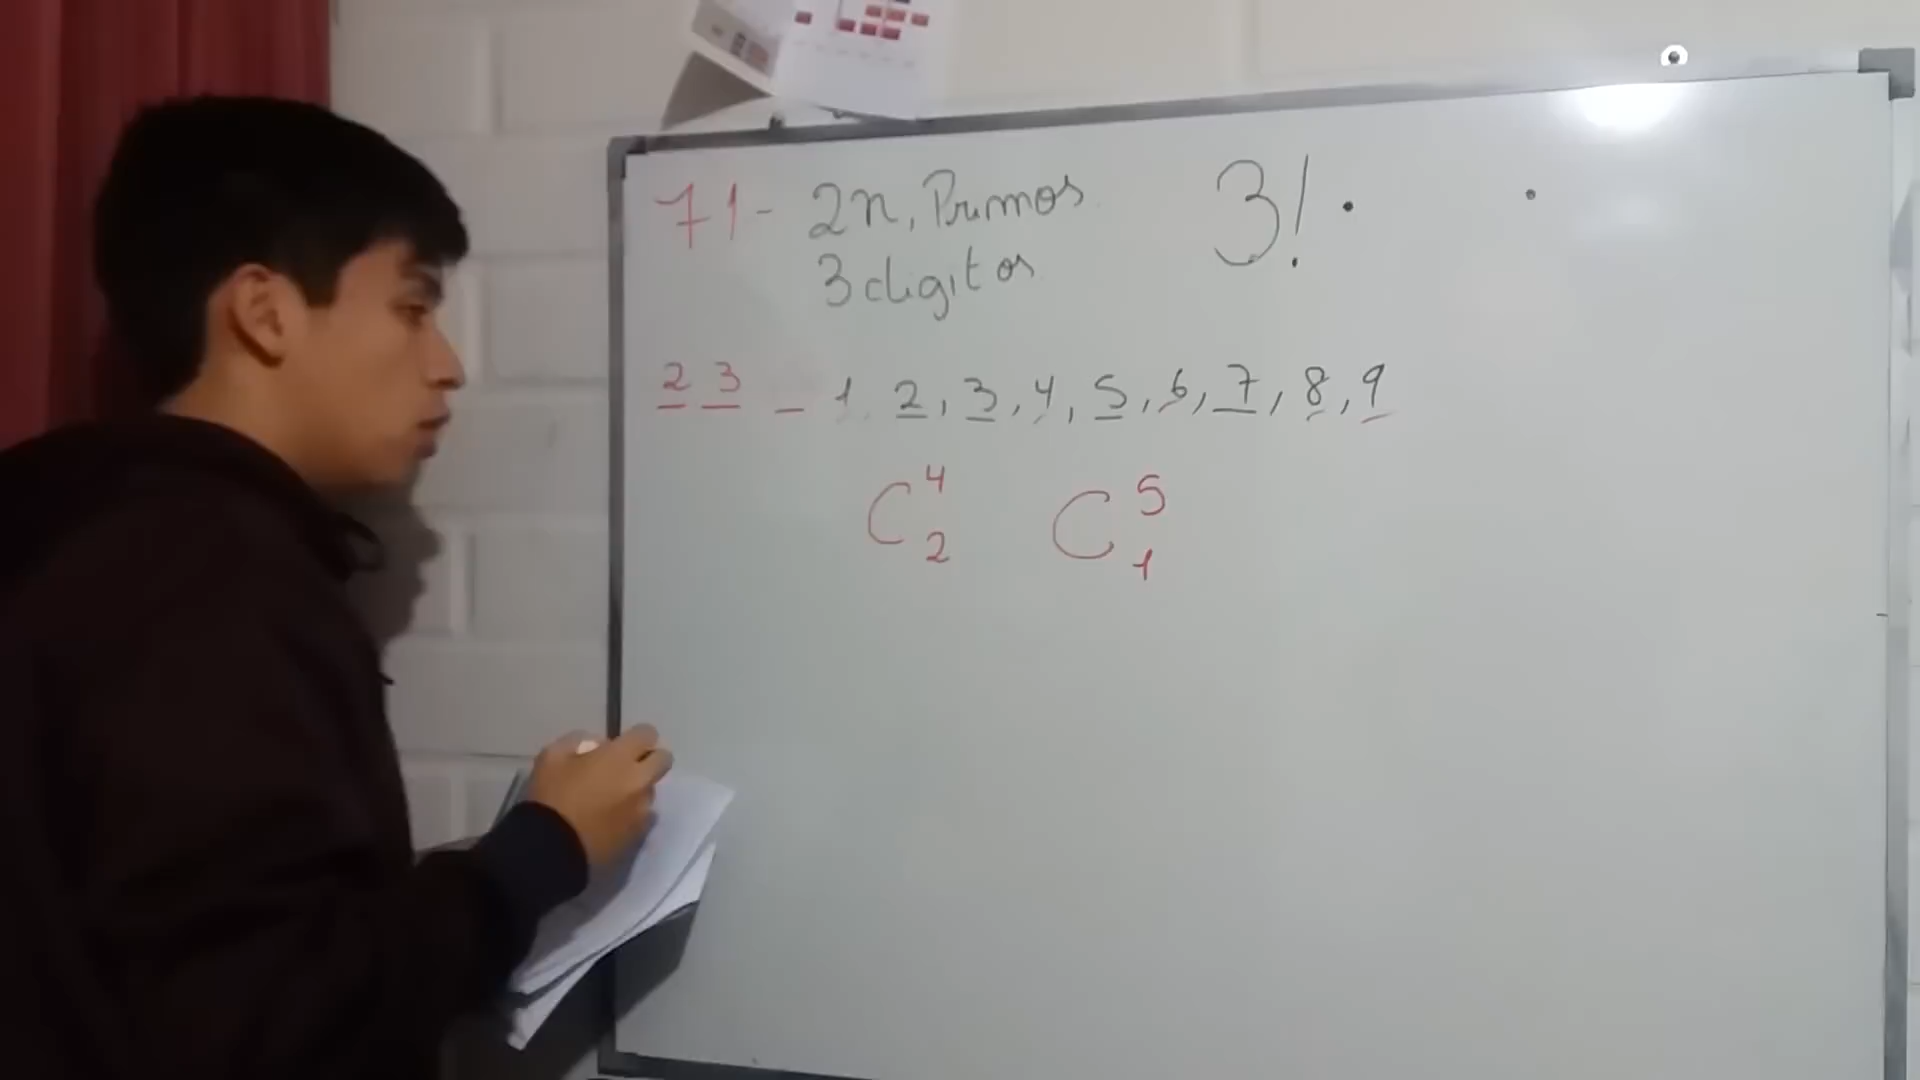 71- 2n, Primos 3! ·
3 digitos
2 3 _ 1 2, 3, 4, 5, 6, 7, 8, 9
C 4 2 C 5 1